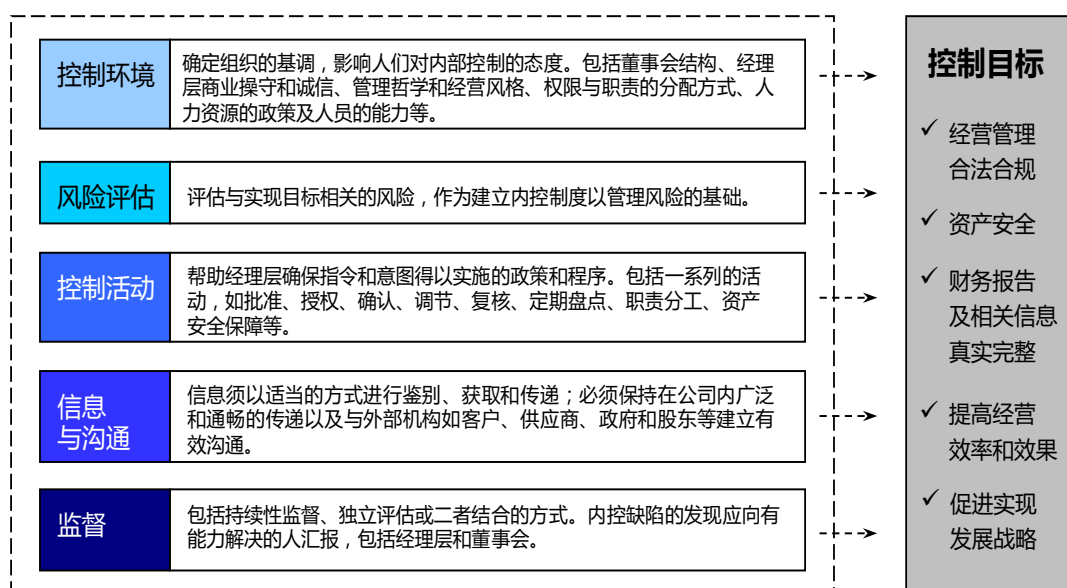 控制环境
确定组织的基调，影响人们对内部控制的态度。包括董事会结构、经理
层商业操守和诚信、管理哲学和经营风格、权限与职责的分配方式、人
力资源的政策及人员的能力等。
风险评估
评估与实现目标相关的风险，作为建立内控制度以管理风险的基础。
控制活动
帮助经理层确保指令和意图得以实施的政策和程序。包括一系列的活
动，如批准、授权、确认、调节、复核、定期盘点、职责分工、资产
安全保障等。
信息
与沟通
信息须以适当的方式进行鉴别、获取和传递；必须保持在公司内广泛
和通畅的传递以及与外部机构如客户、供应商、政府和股东等建立有
效沟通。
监督
包括持续性监督、独立评估或二者结合的方式。内控缺陷的发现应向有
能力解决的人汇报，包括经理层和董事会。
控制目标
✓ 经营管理
合法合规
✓ 资产安全
✓ 财务报告
及相关信息
真实完整
✓ 提高经营
效率和效果
✓ 促进实现
发展战略